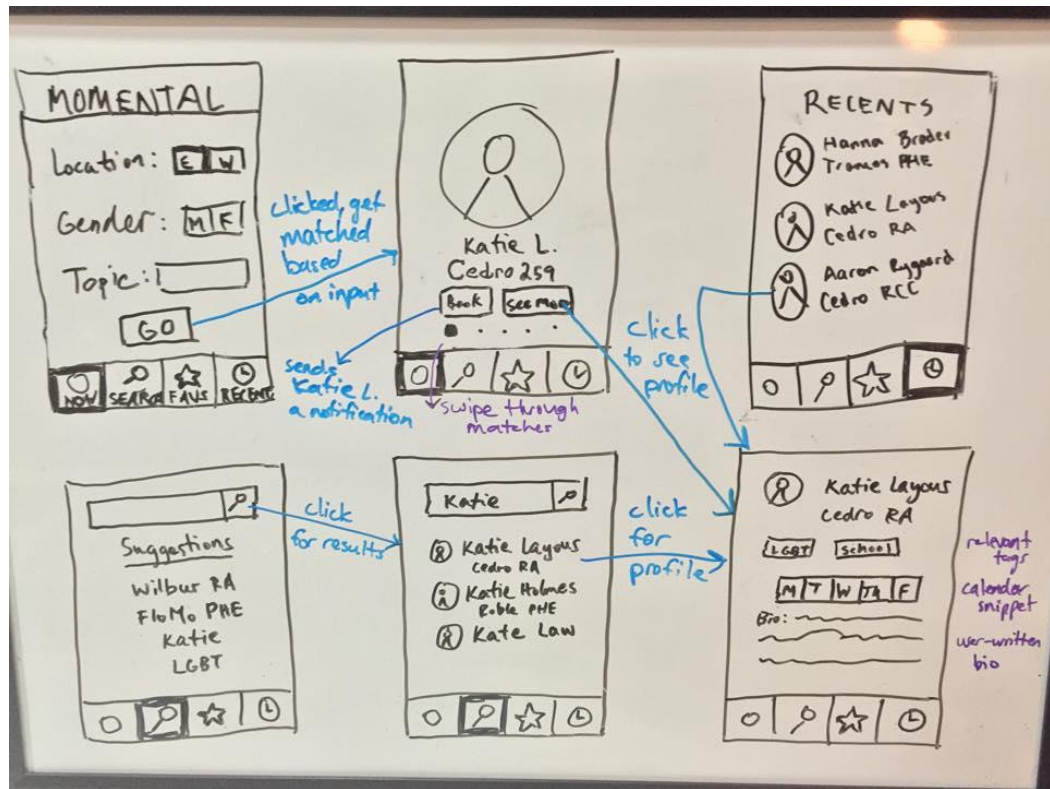 MOMENTAL
Location: E W
Gender: M F
Topic:
GO
NOW SEARCH FAVS RECENT
clicked, get
matched
based
on input
Katie L.
Cedro 259
Book See More
sends
Katie L.
a notification
swipe through
matches
RECENTS
Hanna Broder
Trancos PHE
Katie Layous
Cedro RA
Aaron Bygaard
Cedro RCC
click
to see
profile
Suggestions
Wilbur RA
FloMo PHE
Katie
LGBT
click
for results
Katie
Katie Layous
Cedro RA
Katie Holmes
Roble PHE
Kate Law
click
for
profile
Katie Layous
Cedro RA
LGBT School
M T W Th F
Bio:
relevant
tags
calendar
snippet
user-written
bio